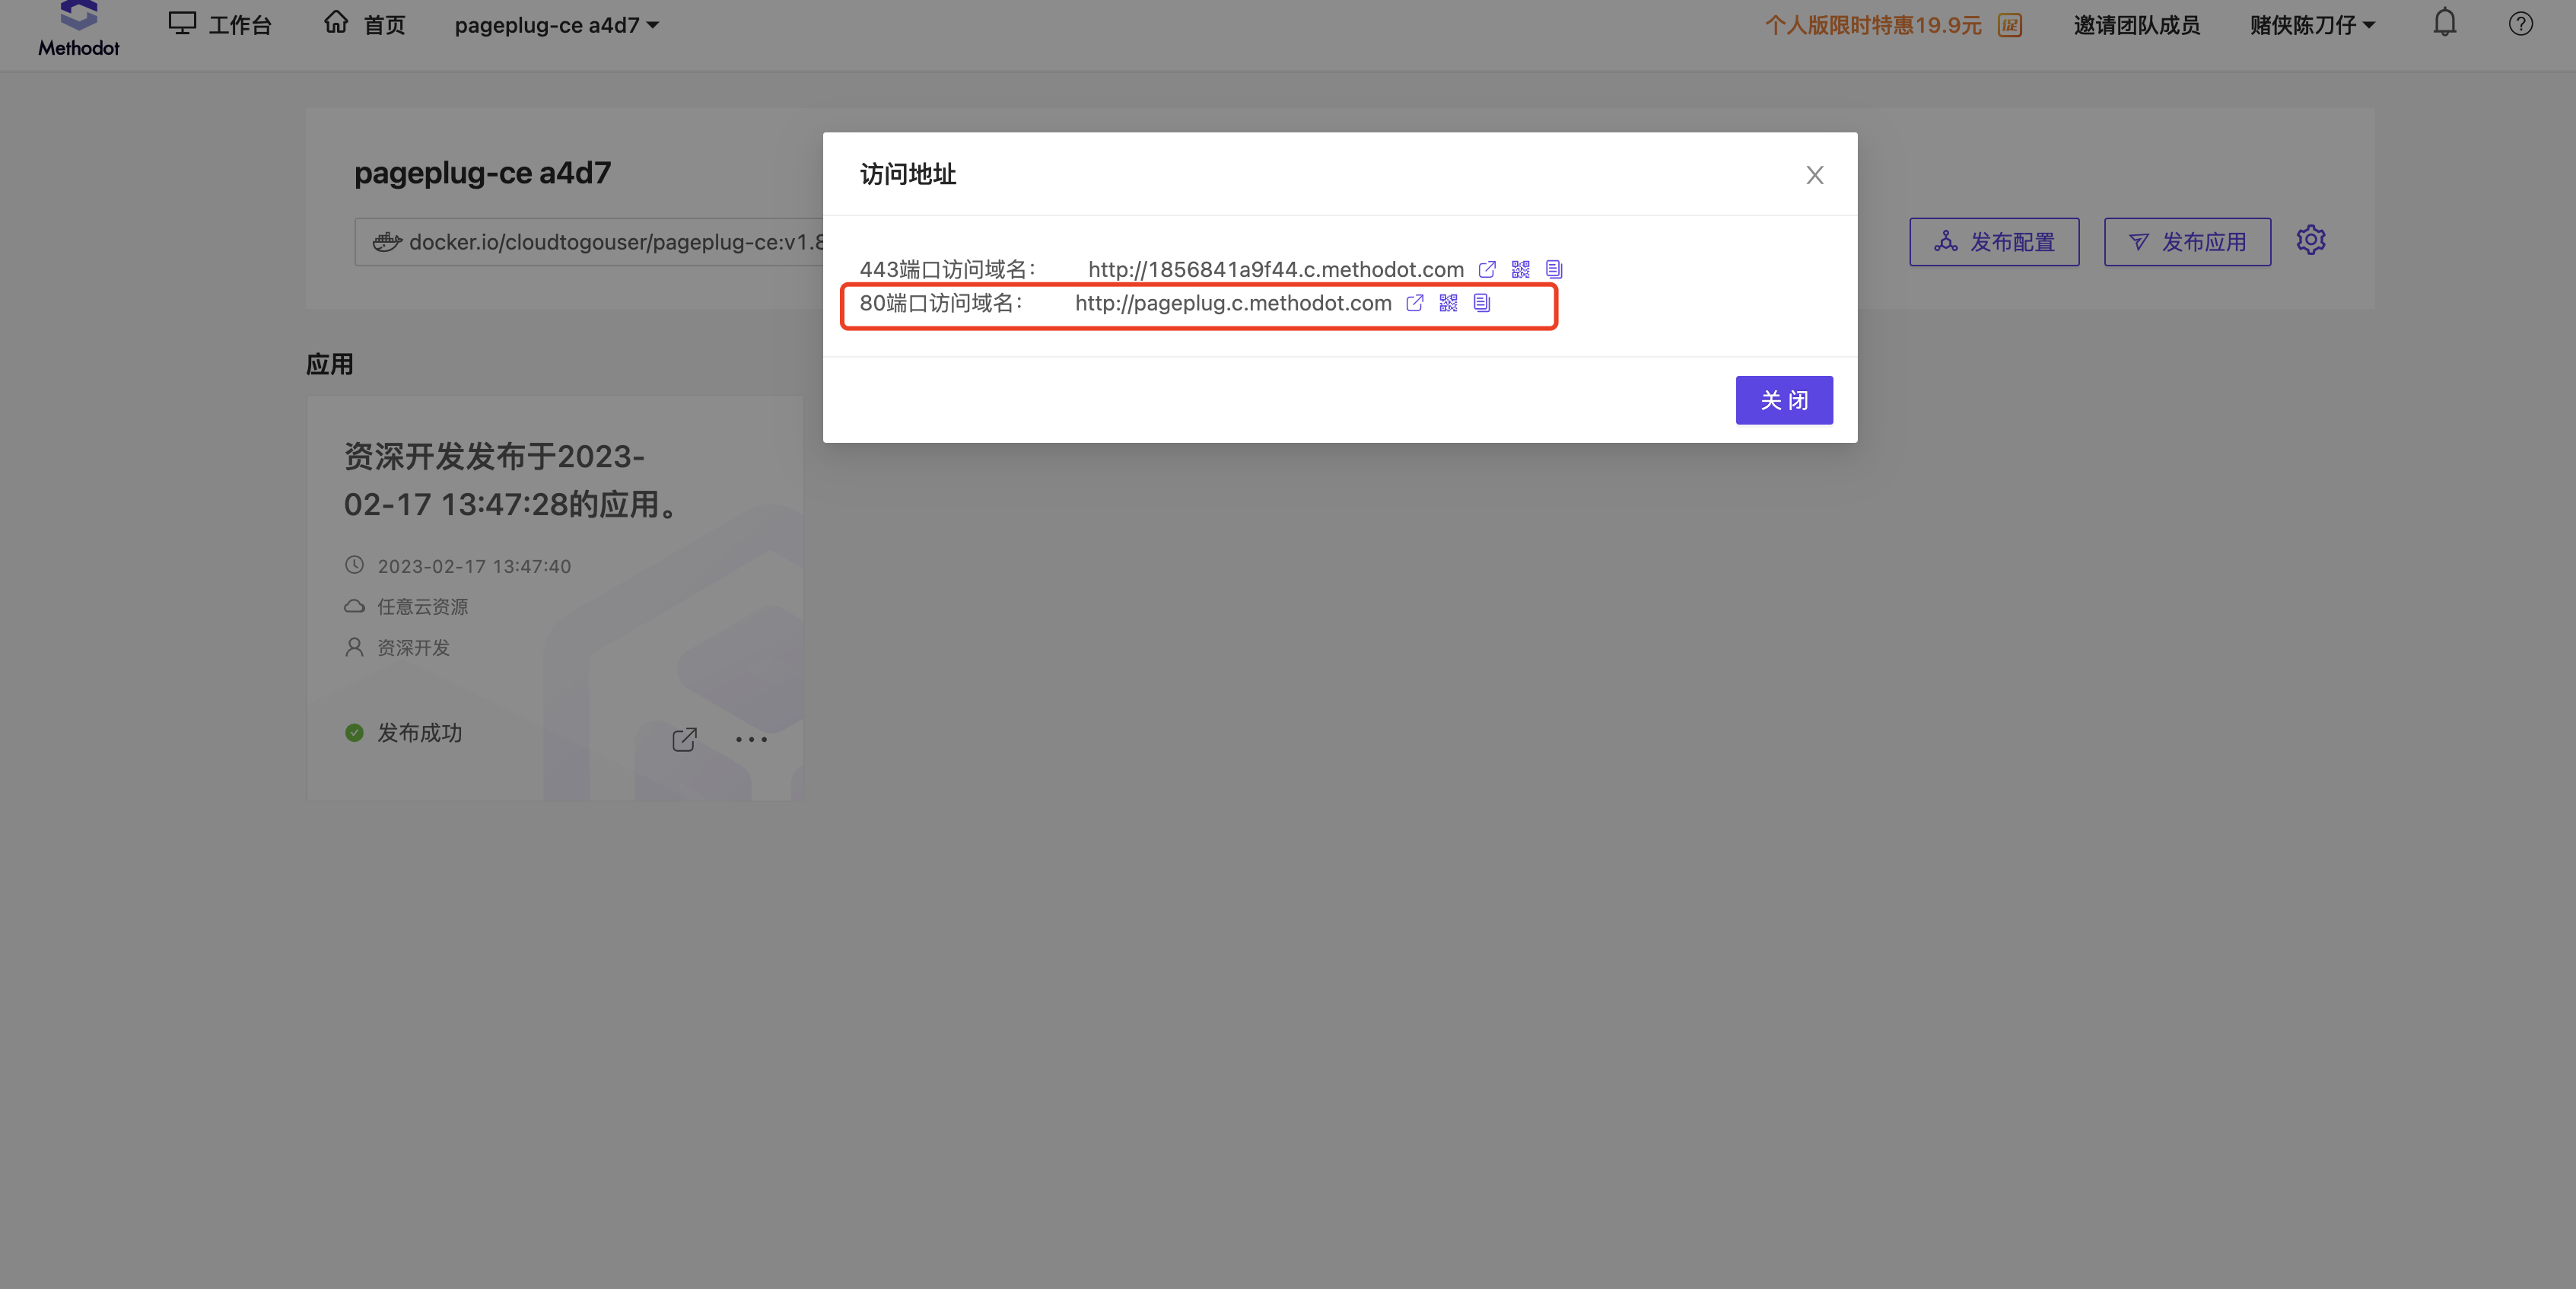 Methodot
工作台
首页
pageplug-ce a4d7
个人版限时特惠19.9元
促
邀请团队成员
赌侠陈刀仔
pageplug-ce a4d7
docker.io/cloudtogouser/pageplug-ce:v1.8
访问地址
443端口访问域名: http://1856841a9f44.c.methodot.com
80端口访问域名: http://pageplug.c.methodot.com
关 闭
发布配置
发布应用
应用
资深开发发布于2023-
02-17 13:47:28的应用。
2023-02-17 13:47:40
任意云资源
资深开发
发布成功